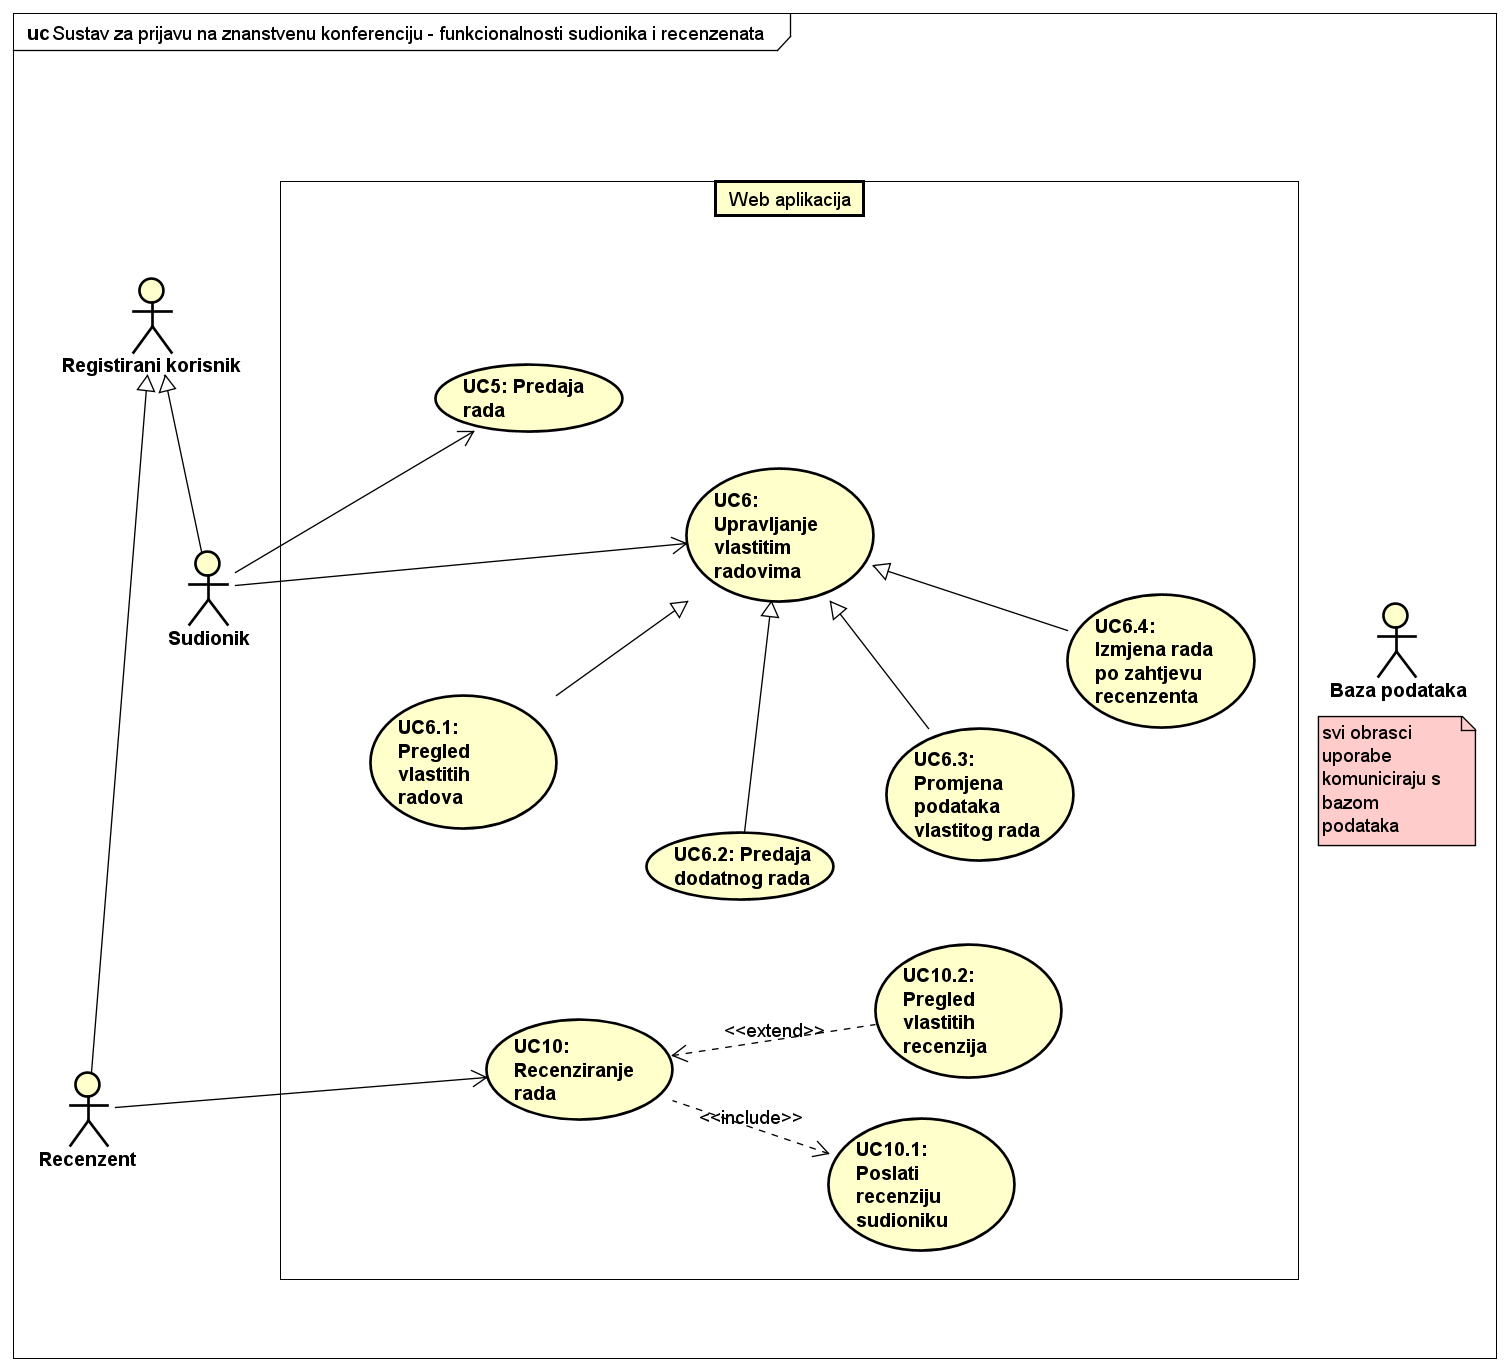 uc Sustav za prijavu na znanstvenu konferenciju - funkcionalnosti sudionika i recenzenata
Web aplikacija
Registirani korisnik
UC5: Predaja
rada
UC6:
Upravljanje
vlastitim
radovima
Sudionik
UC6.4:
Izmjena rada
po zahtjevu
recenzenta
Baza podataka
svi obrasci
uporabe
komuniciraju s
bazom
podataka
UC6.1:
Pregled
vlastitih
radova
UC6.3:
Promjena
podataka
vlastitog rada
UC6.2: Predaja
dodatnog rada
UC10.2:
Pregled
vlastitih
recenzija
<<extend>>
UC10:
Recenziranje
rada
<<include>>
UC10.1:
Poslati
recenziju
sudioniku
Recenzent